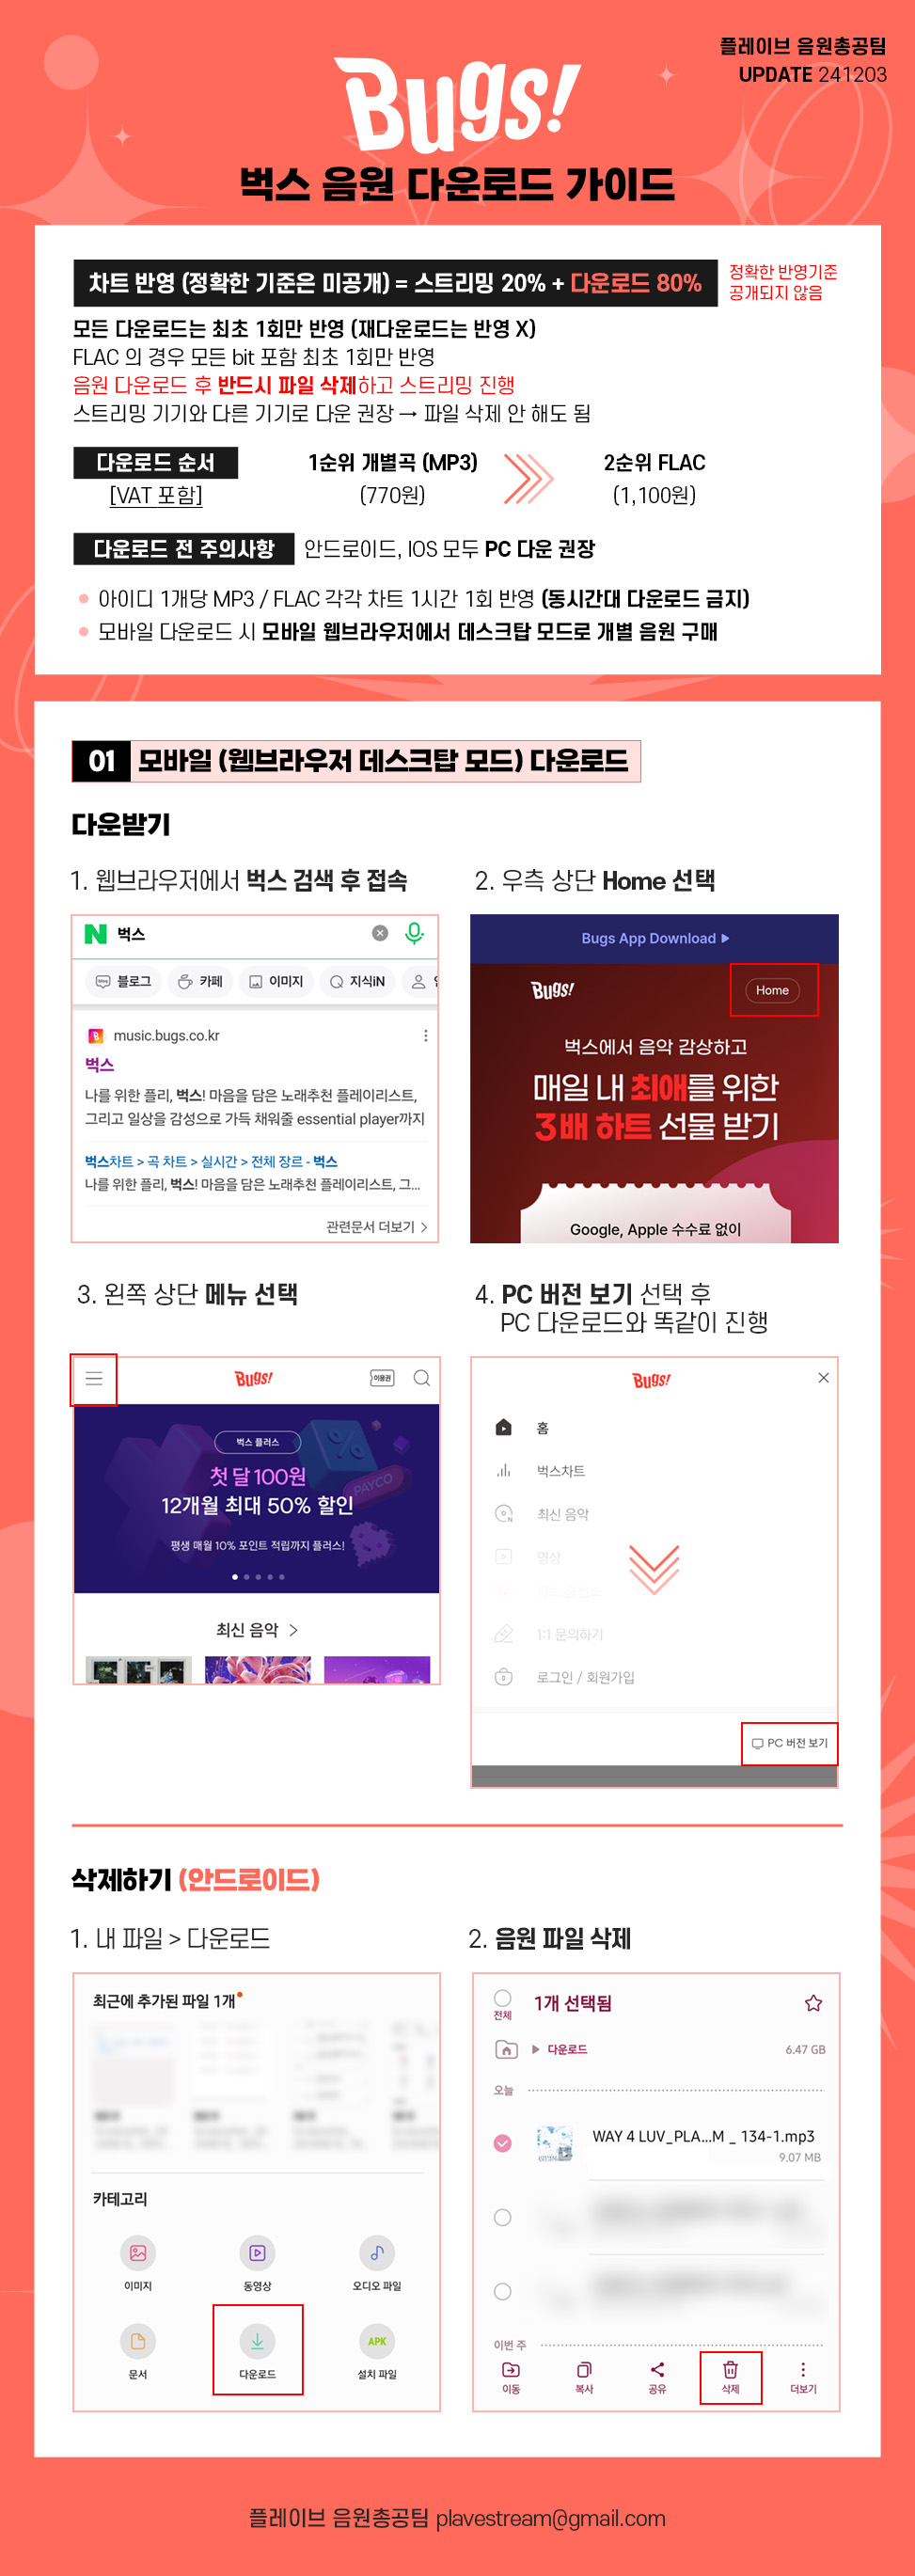 플레이브 음원총공팀
UPDATE 241203
Bugs!
벅스 음원 다운로드 가이드
차트 반영 (정확한 기준은 미공개) = 스트리밍 20% + 다운로드 80%
정확한 반영기준
공개되지 않음
모든 다운로드는 최초 1회만 반영 (재다운로드는 반영 X)
FLAC 의 경우 모든 bit 포함 최초 1회만 반영
음원 다운로드 후 반드시 파일 삭제하고 스트리밍 진행
스트리밍 기기와 다른 기기로 다운 권장 → 파일 삭제 안 해도 됨
다운로드 순서
1순위 개별곡 (MP3)
2순위 FLAC
[VAT 포함]
(770원)
(1,100원)
다운로드 전 주의사항
안드로이드, IOS 모두 PC 다운 권장
아이디 1개당 MP3 / FLAC 각각 차트 1시간 1회 반영 (동시간대 다운로드 금지)
모바일 다운로드 시 모바일 웹브라우저에서 데스크탑 모드로 개별 음원 구매
01 모바일 (웹브라우저 데스크탑 모드) 다운로드
다운받기
1. 웹브라우저에서 벅스 검색 후 접속
N 벅스
블로그 카페 이미지 지식iN
music.bugs.co.kr
벅스
나를 위한 플리, 벅스! 마음을 담은 노래추천 플레이리스트,
그리고 일상을 감성으로 가득 채워줄 essential player까지
벅스차트 > 곡 차트 > 실시간 > 전체 장르 - 벅스
나를 위한 플리, 벅스! 마음을 담은 노래추천 플레이리스트, 그...
관련문서 더보기 >
2. 우측 상단 Home 선택
Bugs App Download ▶
Bugs!
Home
벅스에서 음악 감상하고
매일 내 최애를 위한
3배 하트 선물 받기
Google, Apple 수수료 없이
3. 왼쪽 상단 메뉴 선택
Bugs!
이용권
벅스 플러스
첫 달 100원
12개월 최대 50% 할인
PAYCO
평생 매월 10% 포인트 적립까지 플러스!
최신 음악 >
4. PC 버전 보기 선택 후
PC 다운로드와 똑같이 진행
Bugs!
홈
벅스차트
최신 음악
영상
1:1 문의하기
로그인 / 회원가입
PC 버전 보기
삭제하기 (안드로이드)
1. 내 파일 > 다운로드
최근에 추가된 파일 1개
카테고리
이미지
동영상
오디오 파일
문서
다운로드
APK
설치 파일
2. 음원 파일 삭제
전체
1개 선택됨
▶ 다운로드
6.47 GB
오늘
WAY 4 LUV_PLA...M _ 134-1.mp3
9.07 MB
이번 주
이동
복사
공유
삭제
더보기
플레이브 음원총공팀 plavestream@gmail.com